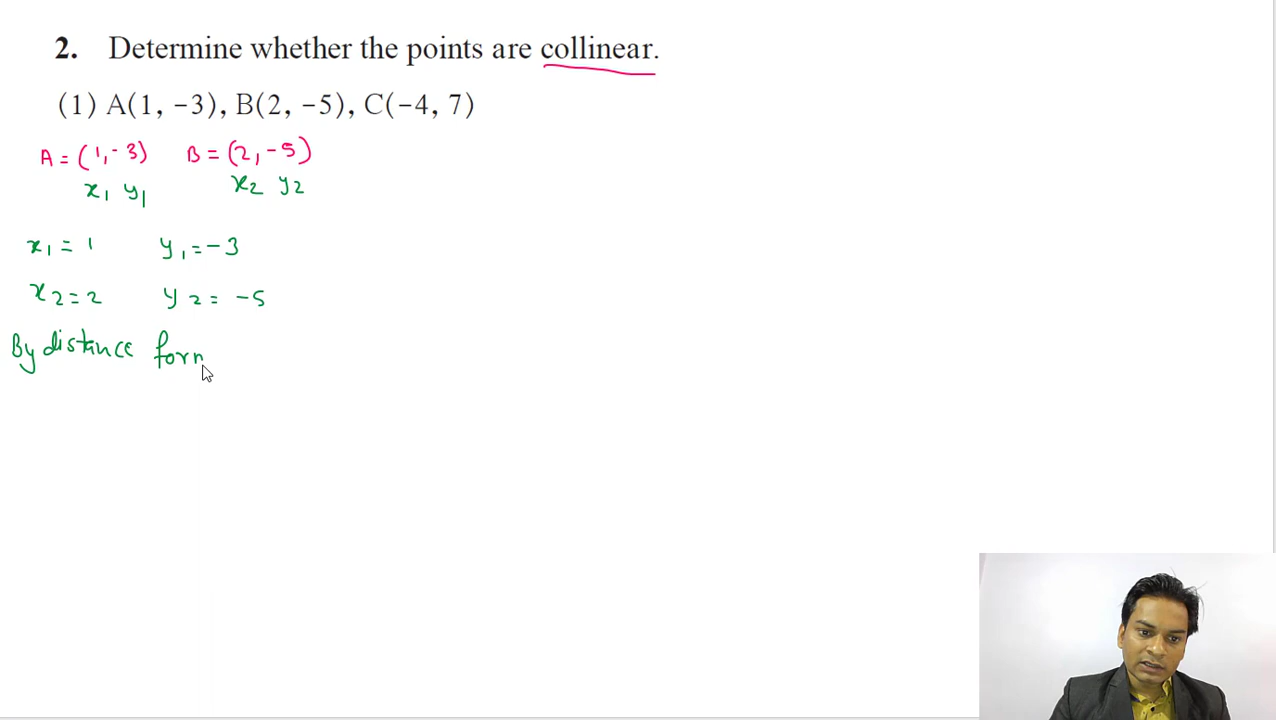 2. Determine whether the points are collinear.
(1) A(1, −3), B(2, −5), C(−4, 7)
A = (1, -3) B = (2, -5)
x1 y1 x2 y2
x1 = 1 y1 = -3
x2 = 2 y2 = -5
By distance form